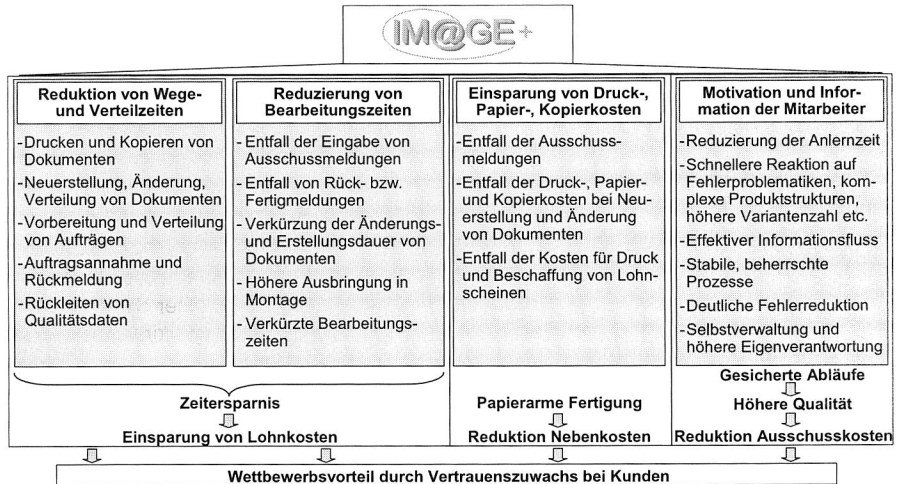 IM@GE+
Reduktion von Wege-
und Verteilzeiten
-Drucken und Kopieren von
Dokumenten
-Neuerstellung, Änderung,
Verteilung von Dokumenten
-Vorbereitung und Verteilung
von Aufträgen
-Auftragsannahme und
Rückmeldung
-Rückleiten von
Qualitätsdaten
Reduzierung von
Bearbeitungszeiten
-Entfall der Eingabe von
Ausschussmeldungen
-Entfall von Rück- bzw.
Fertigmeldungen
-Verkürzung der Änderungs-
und Erstellungsdauer von
Dokumenten
-Höhere Ausbringung in
Montage
-Verkürzte Bearbeitungs-
zeiten
Zeitersparnis
Einsparung von Lohnkosten
Einsparung von Druck-,
Papier-, Kopierkosten
-Entfall der Ausschuss-
meldungen
-Entfall der Druck-, Papier-
und Kopierkosten bei Neu-
erstellung und Änderung
von Dokumenten
-Entfall der Kosten für Druck
und Beschaffung von Lohn-
scheinen
Papierarme Fertigung
Reduktion Nebenkosten
Motivation und Infor-
mation der Mitarbeiter
-Reduzierung der Anlernzeit
-Schnellere Reaktion auf
Fehlerproblematiken, kom-
plexe Produktstrukturen,
höhere Variantenzahl etc.
-Effektiver Informationsfluss
-Stabile, beherrschte
Prozesse
-Deutliche Fehlerreduktion
-Selbstverwaltung und
höhere Eigenverantwortung
Gesicherte Abläufe
Höhere Qualität
Reduktion Ausschusskosten
Wettbewerbsvorteil durch Vertrauenszuwachs bei Kunden